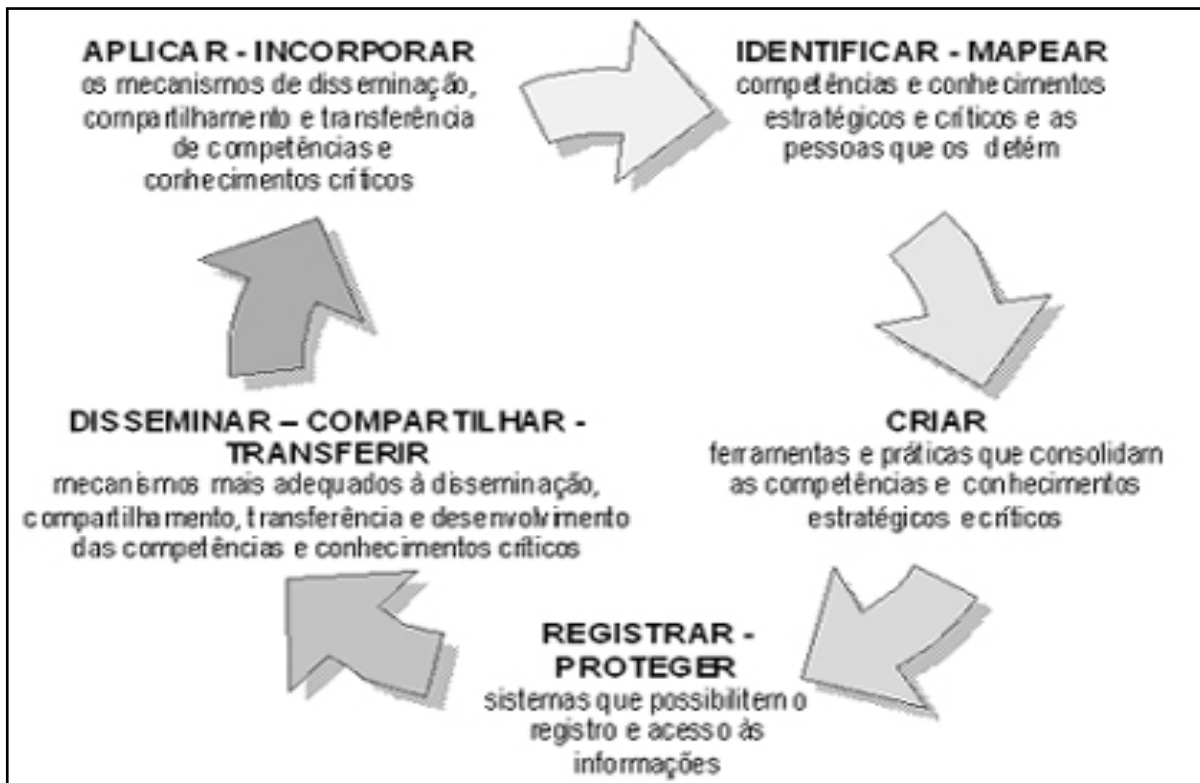 APLICAR - INCORPORAR
os mecanismos de disseminação,
compartilhamento e transferência
de competências e
conhecimentos críticos
IDENTIFICAR - MAPEAR
competências e conhecimentos
estratégicos e críticos e as
pessoas que os detém
CRIAR
ferramentas e práticas que consolidam
as competências e conhecimentos
estratégicos e críticos
REGISTRAR -
PROTEGER
sistemas que possibilitem o
registro e acesso às
informações
DISSEMINAR – COMPARTILHAR -
TRANSFERIR
mecanismos mais adequados à disseminação,
compartilhamento, transferência e desenvolvimento
das competências e conhecimentos críticos